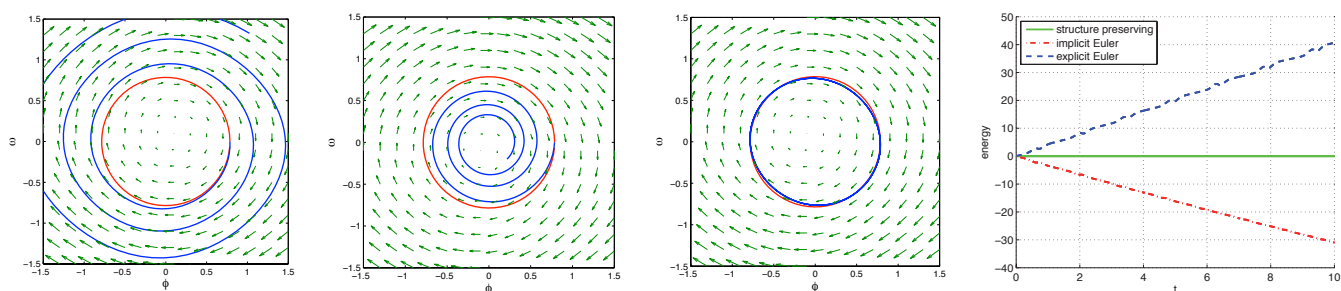 1.5
1
0.5
0
−0.5
−1
−1.5
−1.5 −1 −0.5 0 0.5 1 1.5
ω
φ
1.5
1
0.5
0
−0.5
−1
−1.5
−1.5 −1 −0.5 0 0.5 1 1.5
ω
φ
1.5
1
0.5
0
−0.5
−1
−1.5
−1.5 −1 −0.5 0 0.5 1 1.5
ω
φ
50
40
30
20
10
0
−10
−20
−30
−40
0 2 4 6 8 10
energy
t
structure preserving
implicit Euler
explicit Euler